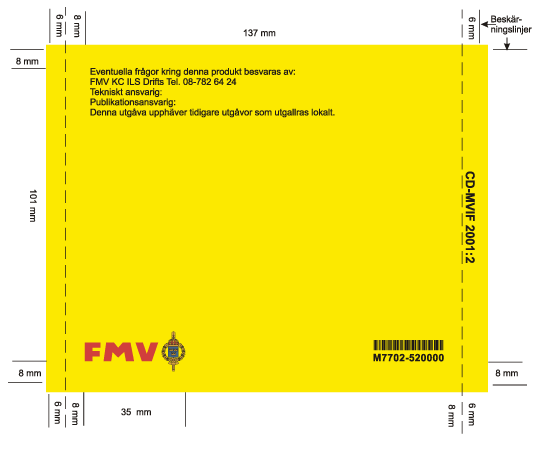 6 mm
8 mm
137 mm
6 mm
Beskär-
ningslinjer
8 mm
Eventuella frågor kring denna produkt besvaras av:
FMV KC ILS Drifts Tel. 08-782 64 24
Tekniskt ansvarig:
Publikationsansvarig:
Denna utgåva upphäver tidigare utgåvor som utgallras lokalt.
101 mm
CD-MVIF 2001:2
FMV
M7702-520000
8 mm
8 mm
6 mm
8 mm
35 mm
8 mm
6 mm